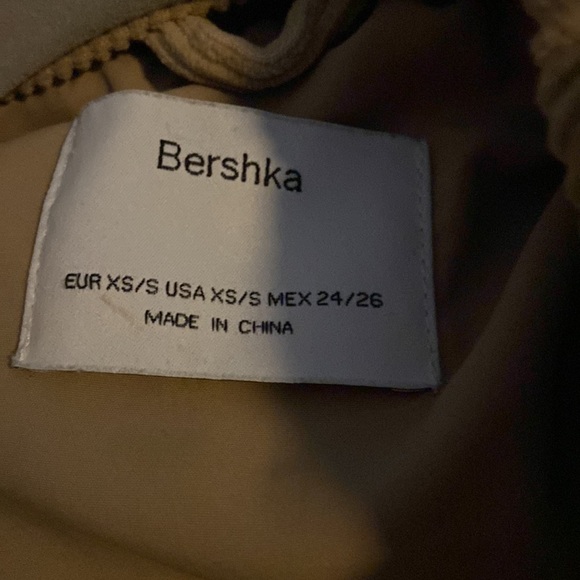 Bershka
EUR XS/S USA XS/S MEX 24/26
MADE IN CHINA